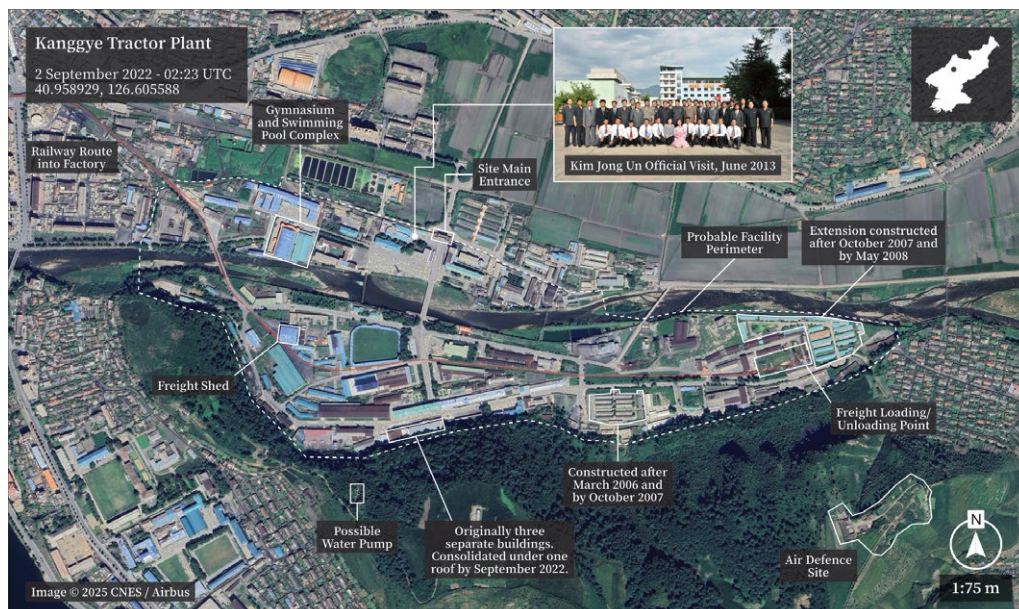 Kanggye Tractor Plant
2 September 2022 - 02:23 UTC
40.958929, 126.605588
Gymnasium
and Swimming
Pool Complex
Railway Route
into Factory
Site Main
Entrance
Kim Jong Un Official Visit, June 2013
Probable Facility
Perimeter
Extension constructed
after October 2007 and
by May 2008
Freight Shed
Freight Loading/
Unloading Point
Constructed after
March 2006 and
by October 2007
Possible
Water Pump
Originally three
separate buildings.
Consolidated under one
roof by September 2022.
Air Defence
Site
N
1:75 m
Image © 2025 CNES / Airbus